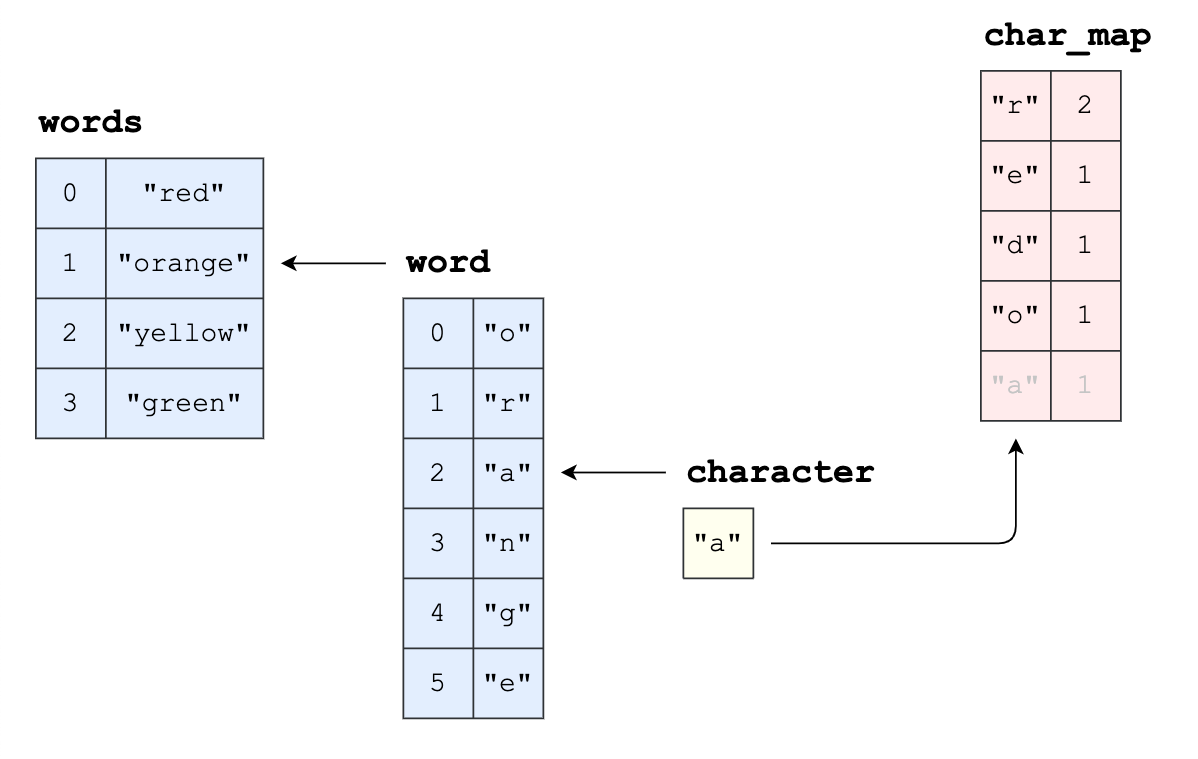 words
0 "red"
1 "orange"
2 "yellow"
3 "green"
word
0 "o"
1 "r"
2 "a"
3 "n"
4 "g"
5 "e"
character
"a"
char_map
"r" 2
"e" 1
"d" 1
"o" 1
"a" 1